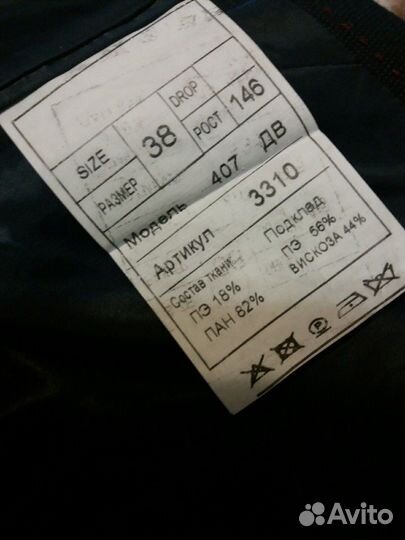 SIZE 38 DROP
РАЗМЕР РОСТ 146
Модель 407 ДВ
Артикул 3310
Состав ткани: Подклад
ПЭ 18% ПЭ 56%
ПАН 82% ВИСКОЗА 44%
Avito